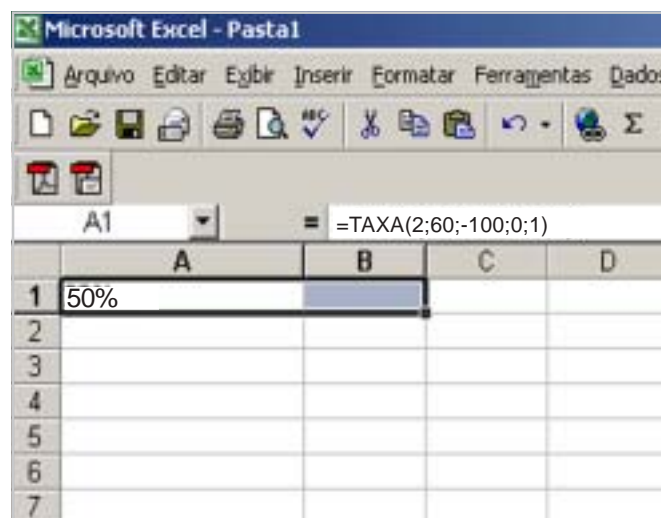 Microsoft Excel - Pasta1
Arquivo Editar Exibir Inserir Formatar Ferramentas Dados
ABC Σ
A1 = =TAXA(2;60;-100;0;1)
A B C D
1 50%
2
3
4
5
6
7